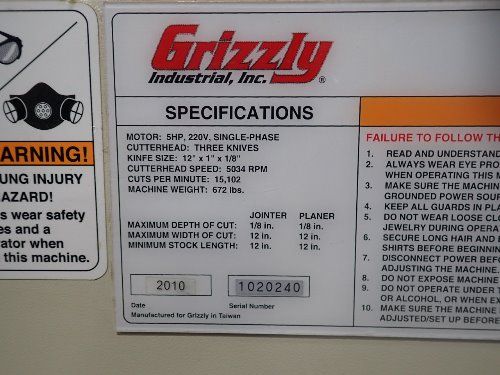 ARNING!
UNG INJURY
HAZARD!
s wear safety
es and a
rator when
this machine.
Grizzly
Industrial, Inc.®
SPECIFICATIONS
MOTOR: 5HP, 220V, SINGLE-PHASE
CUTTERHEAD: THREE KNIVES
KINFE SIZE: 12" x 1" x 1/8"
CUTTERHEAD SPEED: 5034 RPM
CUTS PER MINUTE: 15,102
MACHINE WEIGHT: 672 lbs.
JOINTER PLANER
MAXIMUM DEPTH OF CUT: 1/8 in. 1/8 in.
MAXIMUM WIDTH OF CUT: 12 in. 12 in.
MINIMUM STOCK LENGTH: 12 in. 12 in.
2010 1020240
Date Serial Number
Manufactured for Grizzly in Taiwan
FAILURE TO FOLLOW TH
1. READ AND UNDERSTAND
2. ALWAYS WEAR EYE PRO
WHEN OPERATING THIS M
3. MAKE SURE THE MACHIN
GROUNDED POWER SOUR
4. KEEP ALL GUARDS IN PLA
5. DO NOT WEAR LOOSE CLO
JEWELRY DURING OPERAT
6. SECURE LONG HAIR AND
SHIRTS BEFORE BEGINNIN
7. DISCONNECT POWER BEFO
ADJUSTING THE MACHINE.
8. DO NOT EXPOSE MACHINE
9. DO NOT OPERATE UNDER T
OR ALCOHOL, OR WHEN EX
10. MAKE SURE THE MACHINE
ADJUSTED/SET UP BEFORE